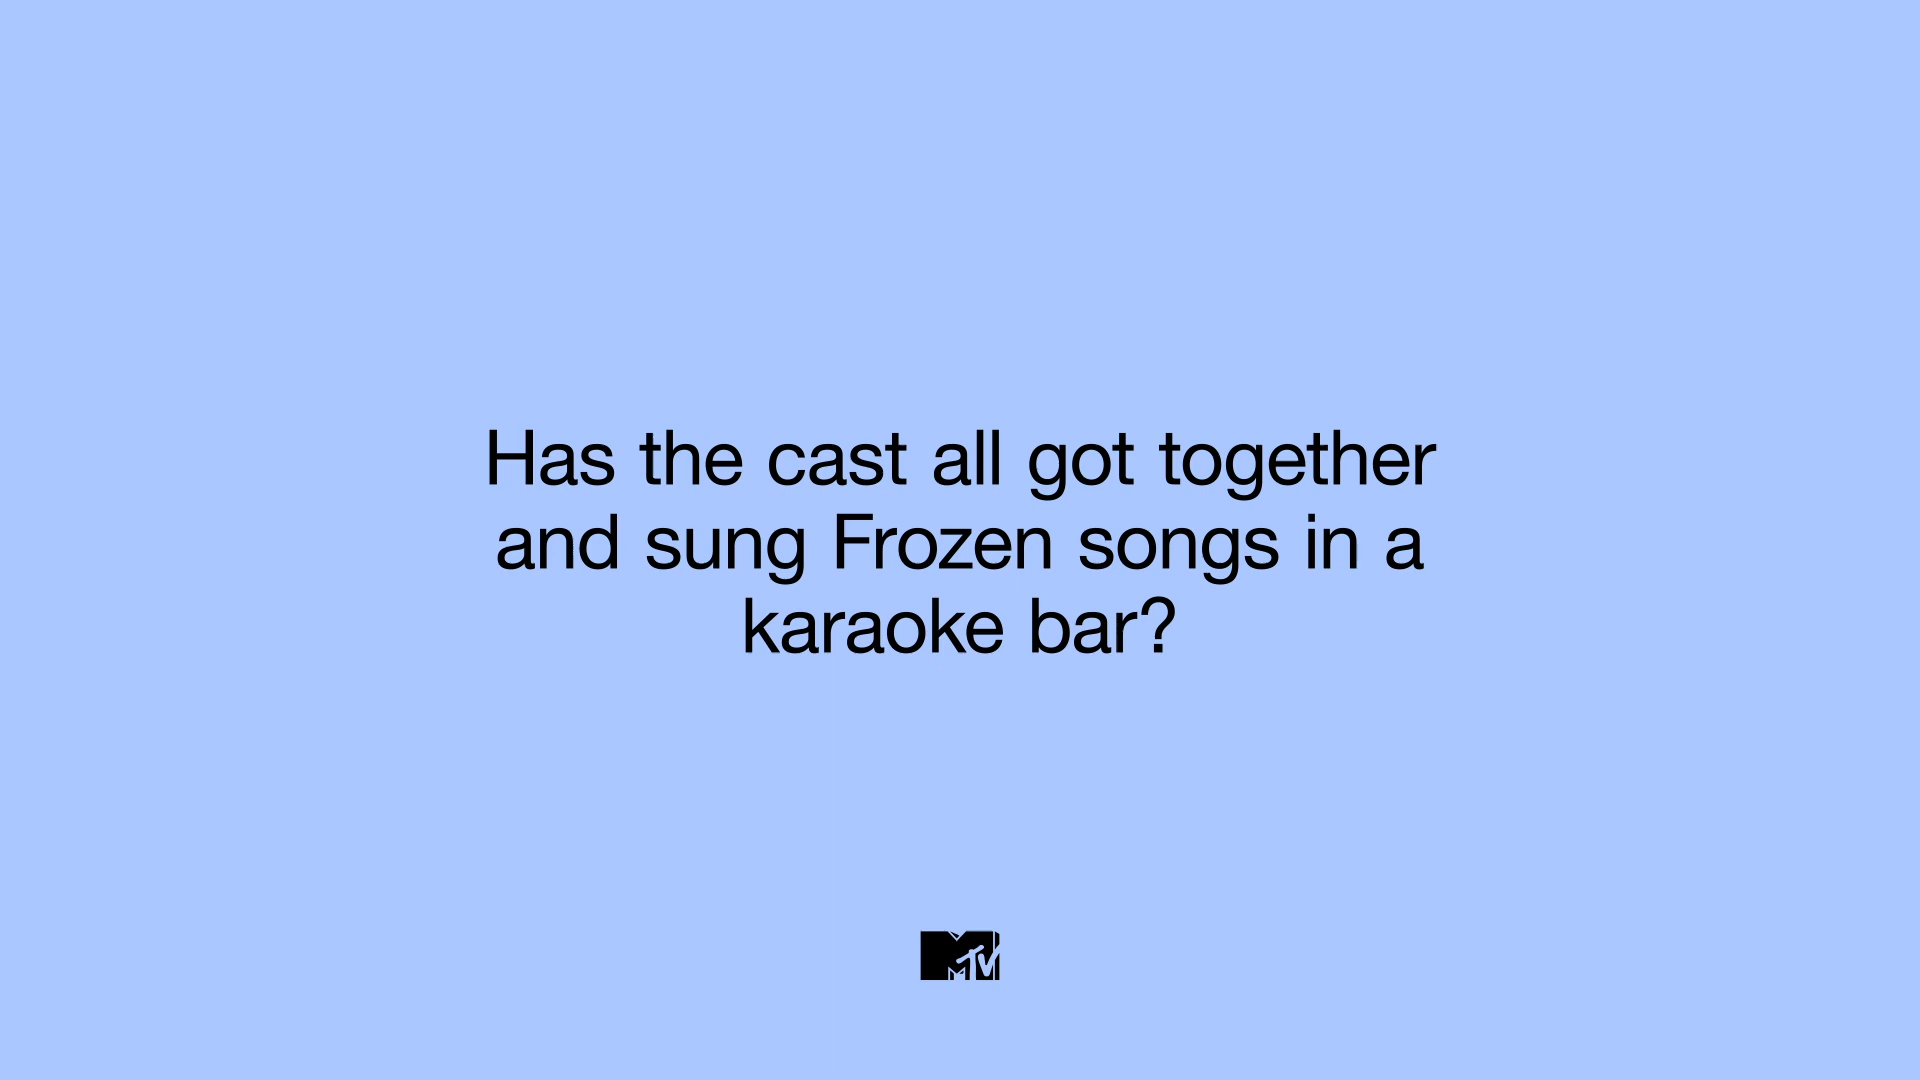 Has the cast all got together
and sung Frozen songs in a
karaoke bar?
MTV